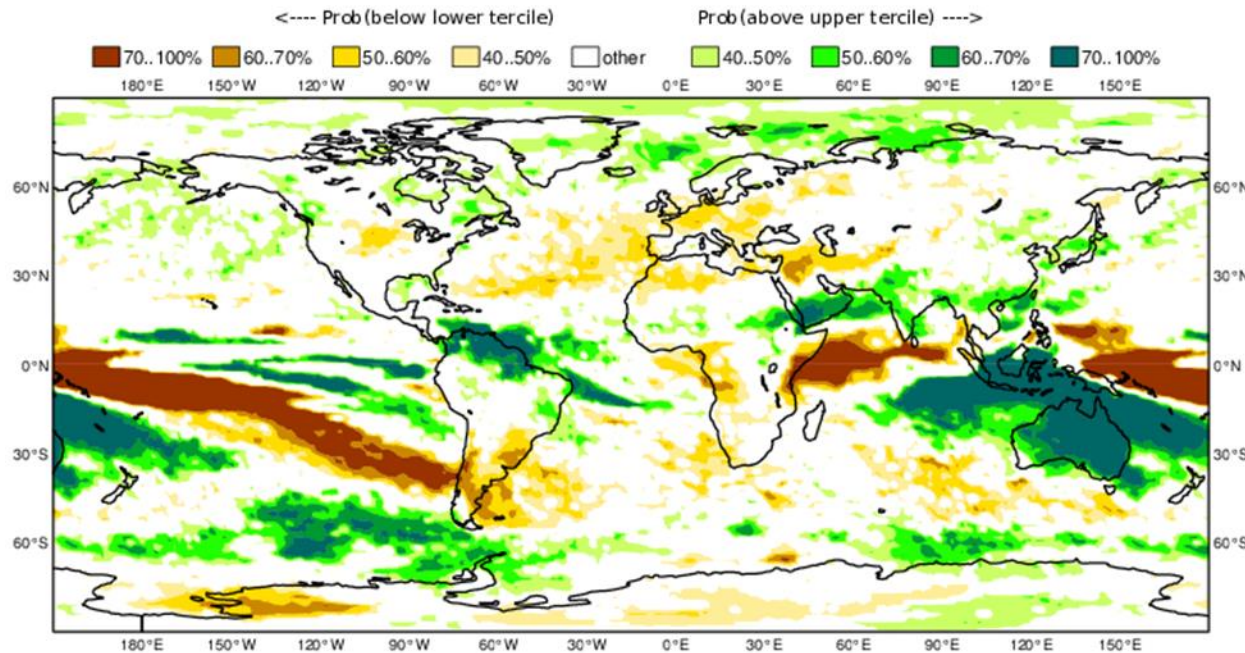 <---- Prob(below lower tercile) Prob(above upper tercile) ---->
70..100% 60..70% 50..60% 40..50% other 40..50% 50..60% 60..70% 70..100%
180°E 150°W 120°W 90°W 60°W 30°W 0°E 30°E 60°E 90°E 120°E 150°E
60°N 60°N
30°N 30°N
0°N 0°N
30°S 30°S
60°S 60°S
180°E 150°W 120°W 90°W 60°W 30°W 0°E 30°E 60°E 90°E 120°E 150°E